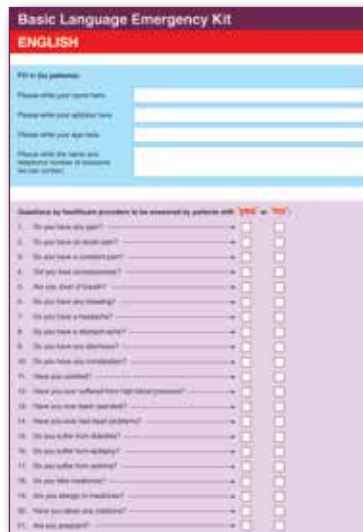 Basic Language Emergency Kit
ENGLISH
Fill in (by patients):
Please write your name here:
Please write your address here:
Please write your age here:
Please write the name and
telephone number of someone
we can contact:
Questions by healthcare providers to be answered by patients with "yes" or "no":
1. Do you have any pain?
2. Do you have an acute pain?
3. Do you have a constant pain?
4. Did you lose consciousness?
5. Are you short of breath?
6. Do you have any bleeding?
7. Do you have a headache?
8. Do you have a stomach ache?
9. Do you have any diarrhoea?
10. Do you have any constipation?
11. Have you vomited?
12. Have you ever suffered from high blood pressure?
13. Have you ever been operated?
14. Have you ever had heart problems?
15. Do you suffer from diabetes?
16. Do you suffer from epilepsy?
17. Do you suffer from asthma?
18. Do you take medicines?
19. Are you allergic to medicines?
20. Have you taken any medicine?
21. Are you pregnant?